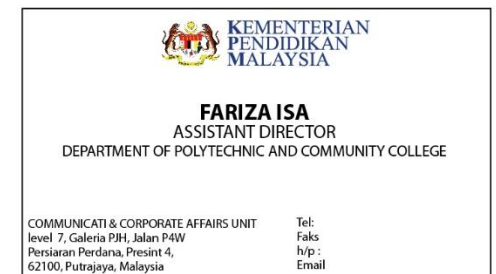 KEMENTERIAN
PENDIDIKAN
MALAYSIA
FARIZA ISA
ASSISTANT DIRECTOR
DEPARTMENT OF POLYTECHNIC AND COMMUNITY COLLEGE
COMMUNICATI & CORPORATE AFFAIRS UNIT
level 7, Galeria PJH, Jalan P4W
Persiaran Perdana, Presint 4,
62100, Putrajaya, Malaysia
Tel:
Faks
h/p :
Email